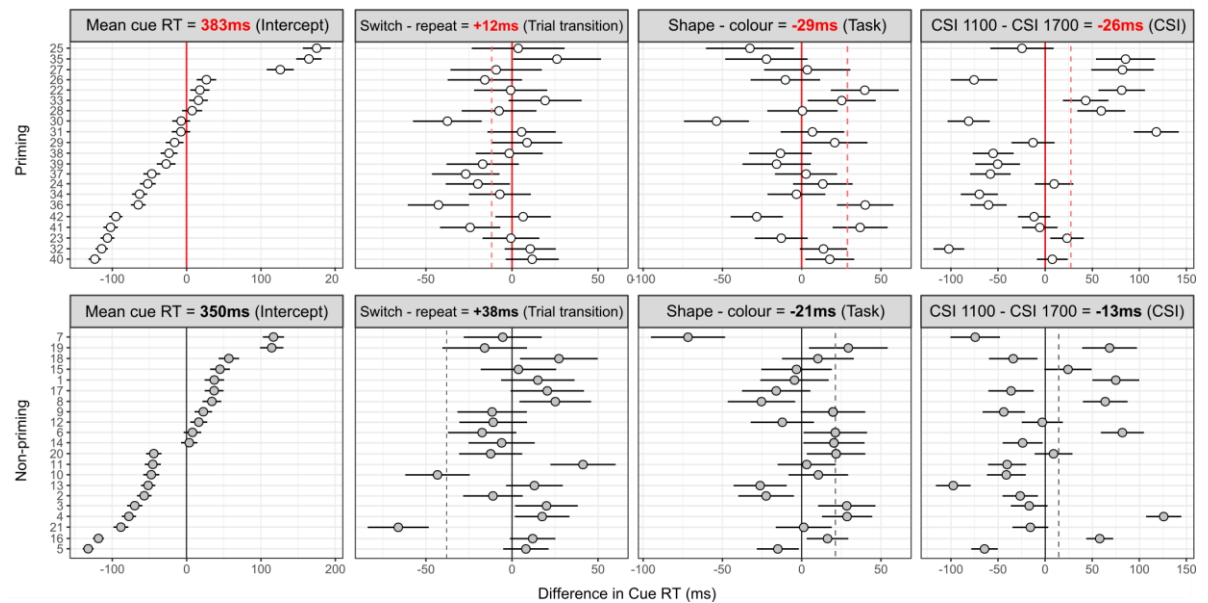 Mean cue RT = 383ms (Intercept)
Switch - repeat = +12ms (Trial transition)
Shape - colour = -29ms (Task)
CSI 1100 - CSI 1700 = -26ms (CSI)
Priming
25
35
27
26
22
33
28
30
31
29
38
39
37
24
34
36
42
41
23
32
40
-100 0 100 20
-50 0 50
0-100 -50 0 50
-100 -50 0 50 100 150
Mean cue RT = 350ms (Intercept)
Switch - repeat = +38ms (Trial transition)
Shape - colour = -21ms (Task)
CSI 1100 - CSI 1700 = -13ms (CSI)
Non-priming
7
19
18
15
1
17
8
9
12
6
14
20
11
10
13
2
3
4
21
16
5
-100 0 100 200
-50 0 50
-100 -50 0 50
-100 -50 0 50 100 150
Difference in Cue RT (ms)